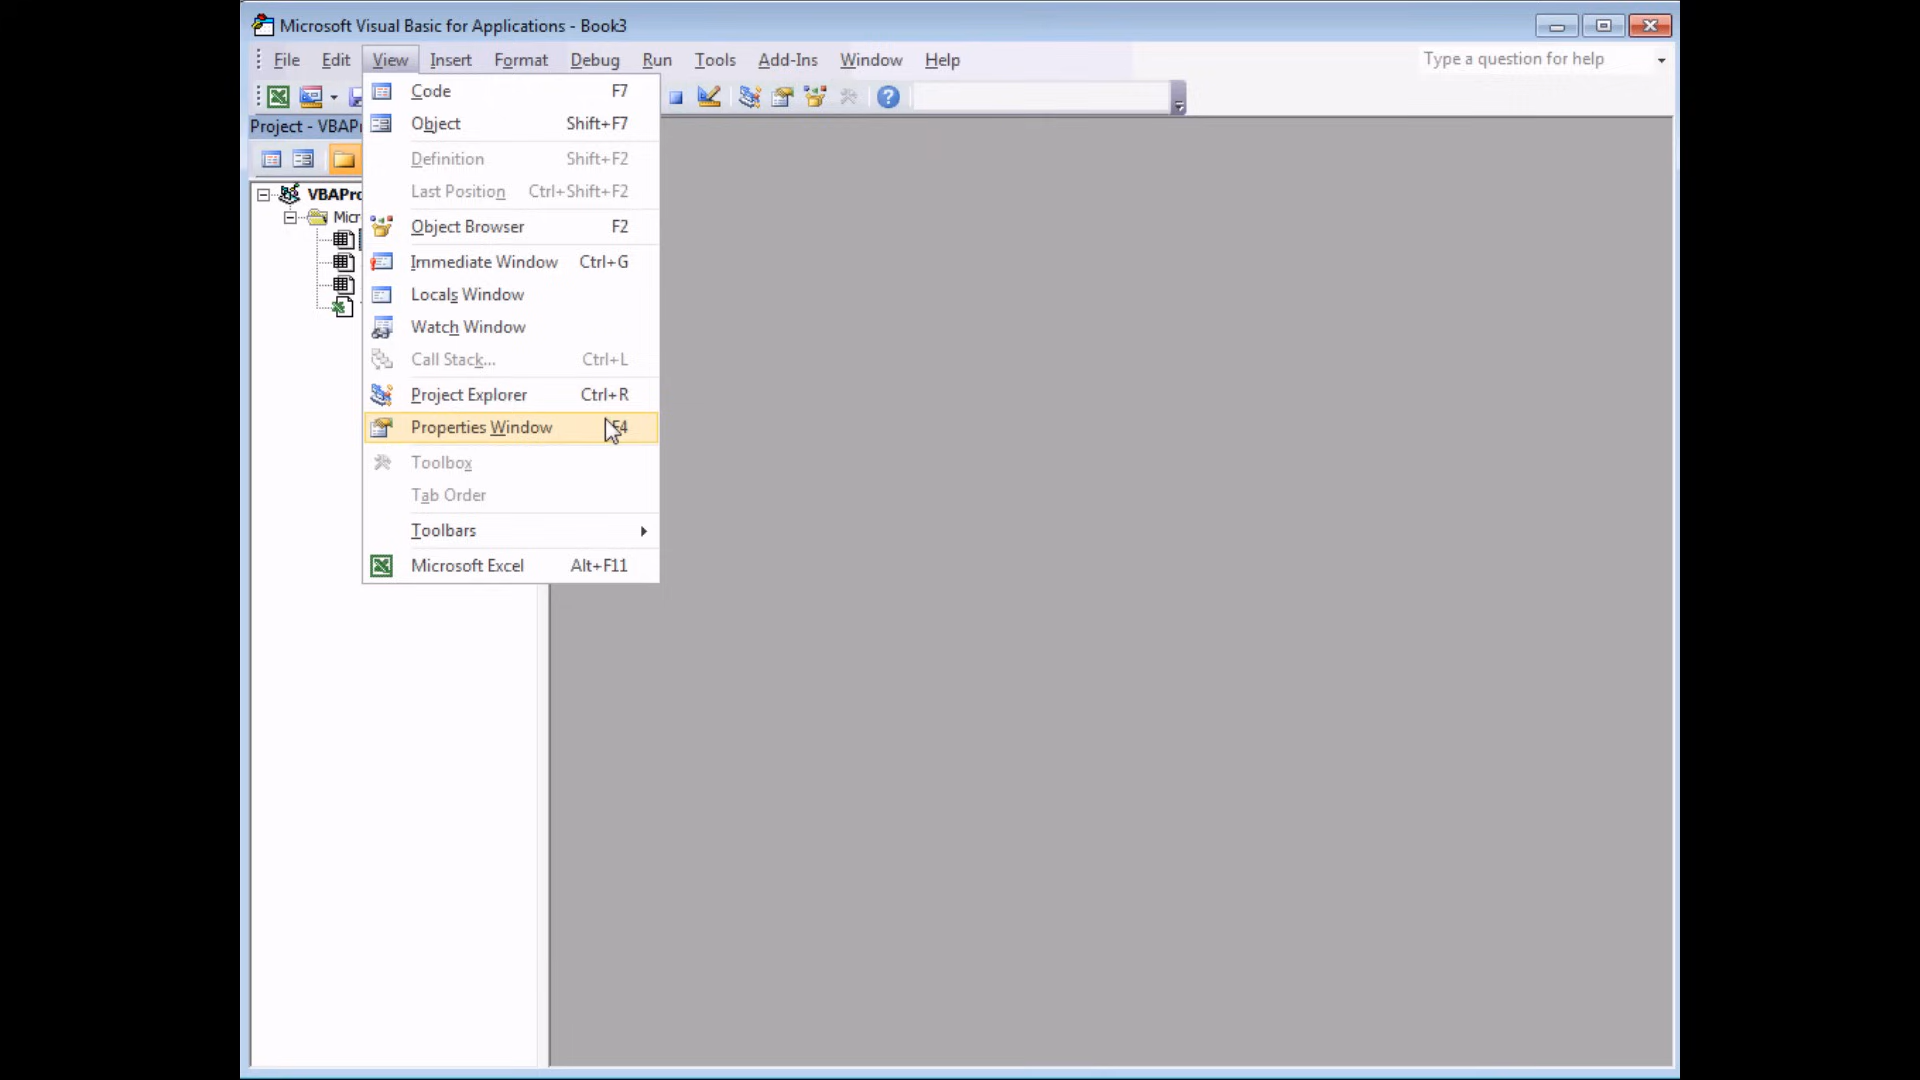 Microsoft Visual Basic for Applications - Book3
File Edit View Insert Format Debug Run Tools Add-Ins Window Help Type a question for help
Project - VBAP
VBAPro
Micr
Code F7
Object Shift+F7
Definition Shift+F2
Last Position Ctrl+Shift+F2
Object Browser F2
Immediate Window Ctrl+G
Locals Window
Watch Window
Call Stack... Ctrl+L
Project Explorer Ctrl+R
Properties Window F4
Toolbox
Tab Order
Toolbars
Microsoft Excel Alt+F11